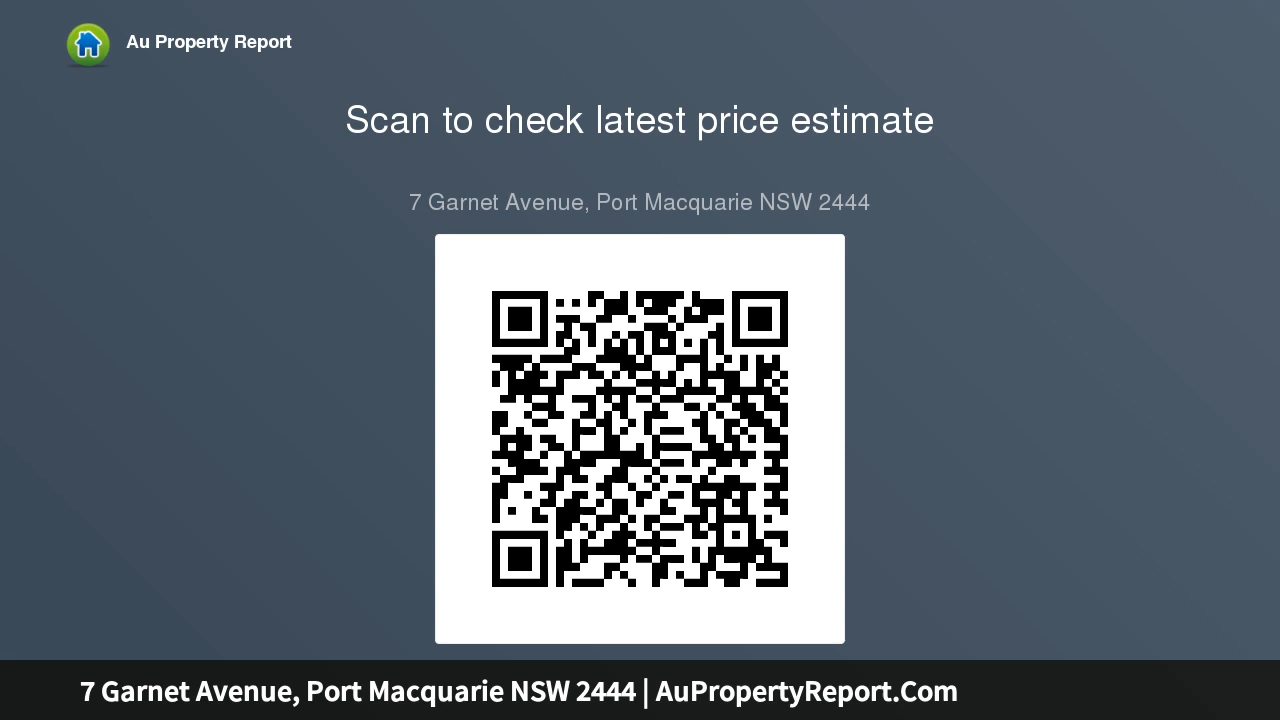 Au Property Report
Scan to check latest price estimate
7 Garnet Avenue, Port Macquarie NSW 2444
7 Garnet Avenue, Port Macquarie NSW 2444 | AuPropertyReport.Com